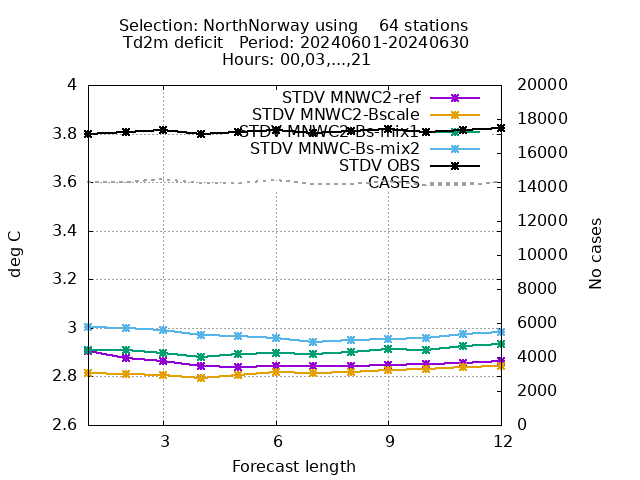 Selection: NorthNorway using    64 stations
Td2m deficit   Period: 20240601-20240630
Hours: 00,03,...,21
STDV MNWC2-ref
STDV MNWC2-Bscale
STDV MNWC2-Bs-mix1
STDV MNWC-Bs-mix2
STDV OBS
CASES
4
3.8
3.6
3.4
3.2
3
2.8
2.6
deg C
20000
18000
16000
14000
12000
10000
8000
6000
4000
2000
0
No cases
3 6 9 12
Forecast length